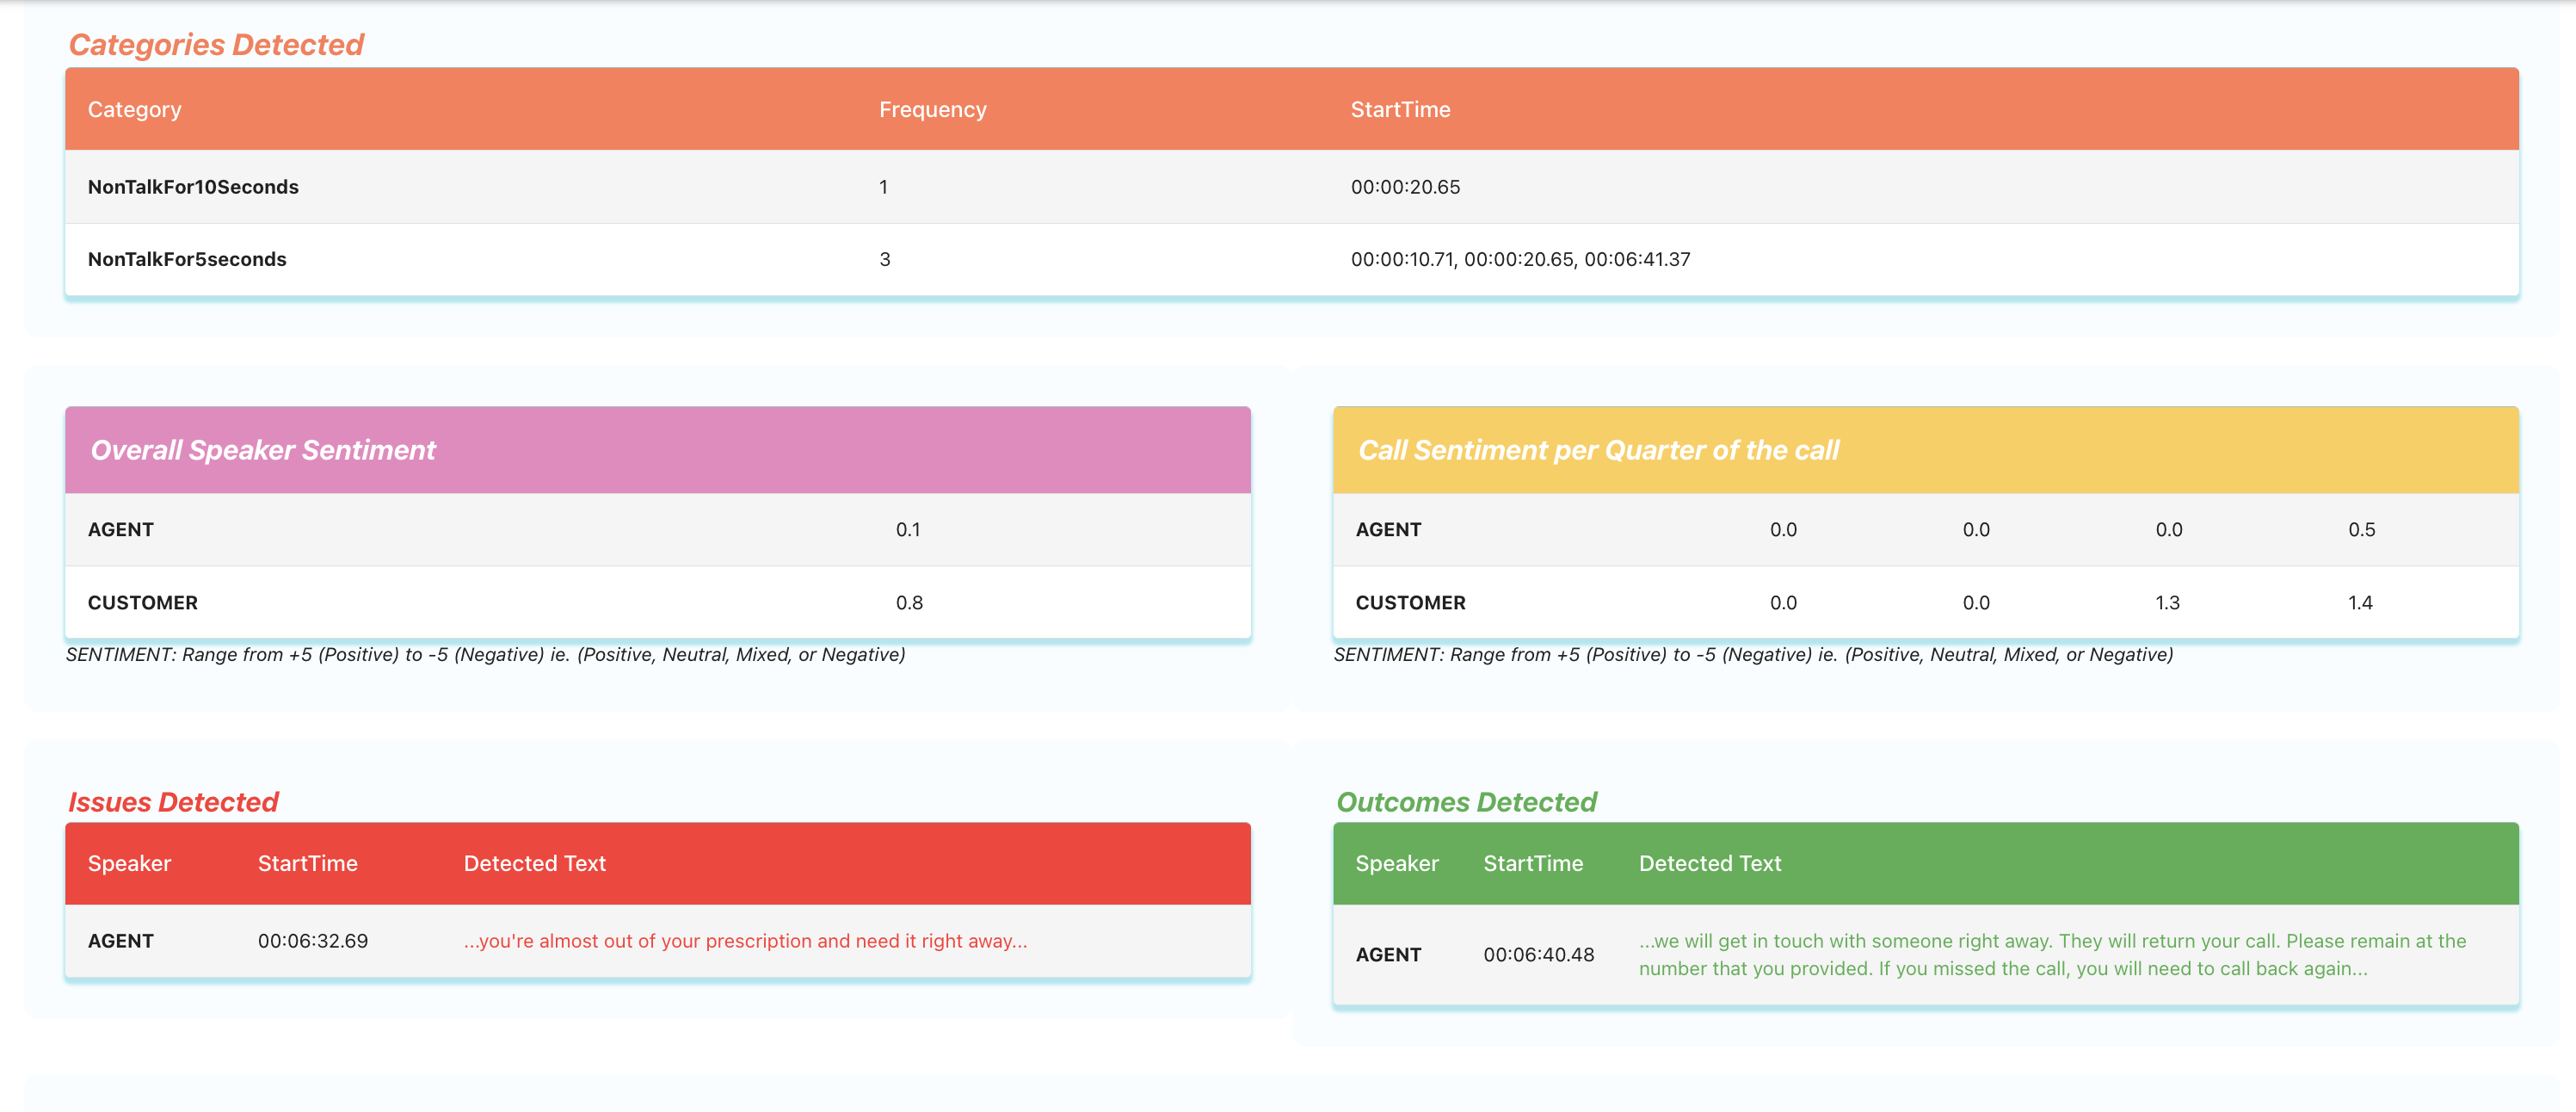 Categories Detected
Category Frequency StartTime
NonTalkFor10Seconds 1 00:00:20.65
NonTalkFor5seconds 3 00:00:10.71, 00:00:20.65, 00:06:41.37
Overall Speaker Sentiment
AGENT 0.1
CUSTOMER 0.8
SENTIMENT: Range from +5 (Positive) to -5 (Negative) ie. (Positive, Neutral, Mixed, or Negative)
Call Sentiment per Quarter of the call
AGENT 0.0 0.0 0.0 0.5
CUSTOMER 0.0 0.0 1.3 1.4
SENTIMENT: Range from +5 (Positive) to -5 (Negative) ie. (Positive, Neutral, Mixed, or Negative)
Issues Detected
Speaker StartTime Detected Text
AGENT 00:06:32.69 ...you're almost out of your prescription and need it right away...
Outcomes Detected
Speaker StartTime Detected Text
AGENT 00:06:40.48 ...we will get in touch with someone right away. They will return your call. Please remain at the
number that you provided. If you missed the call, you will need to call back again...